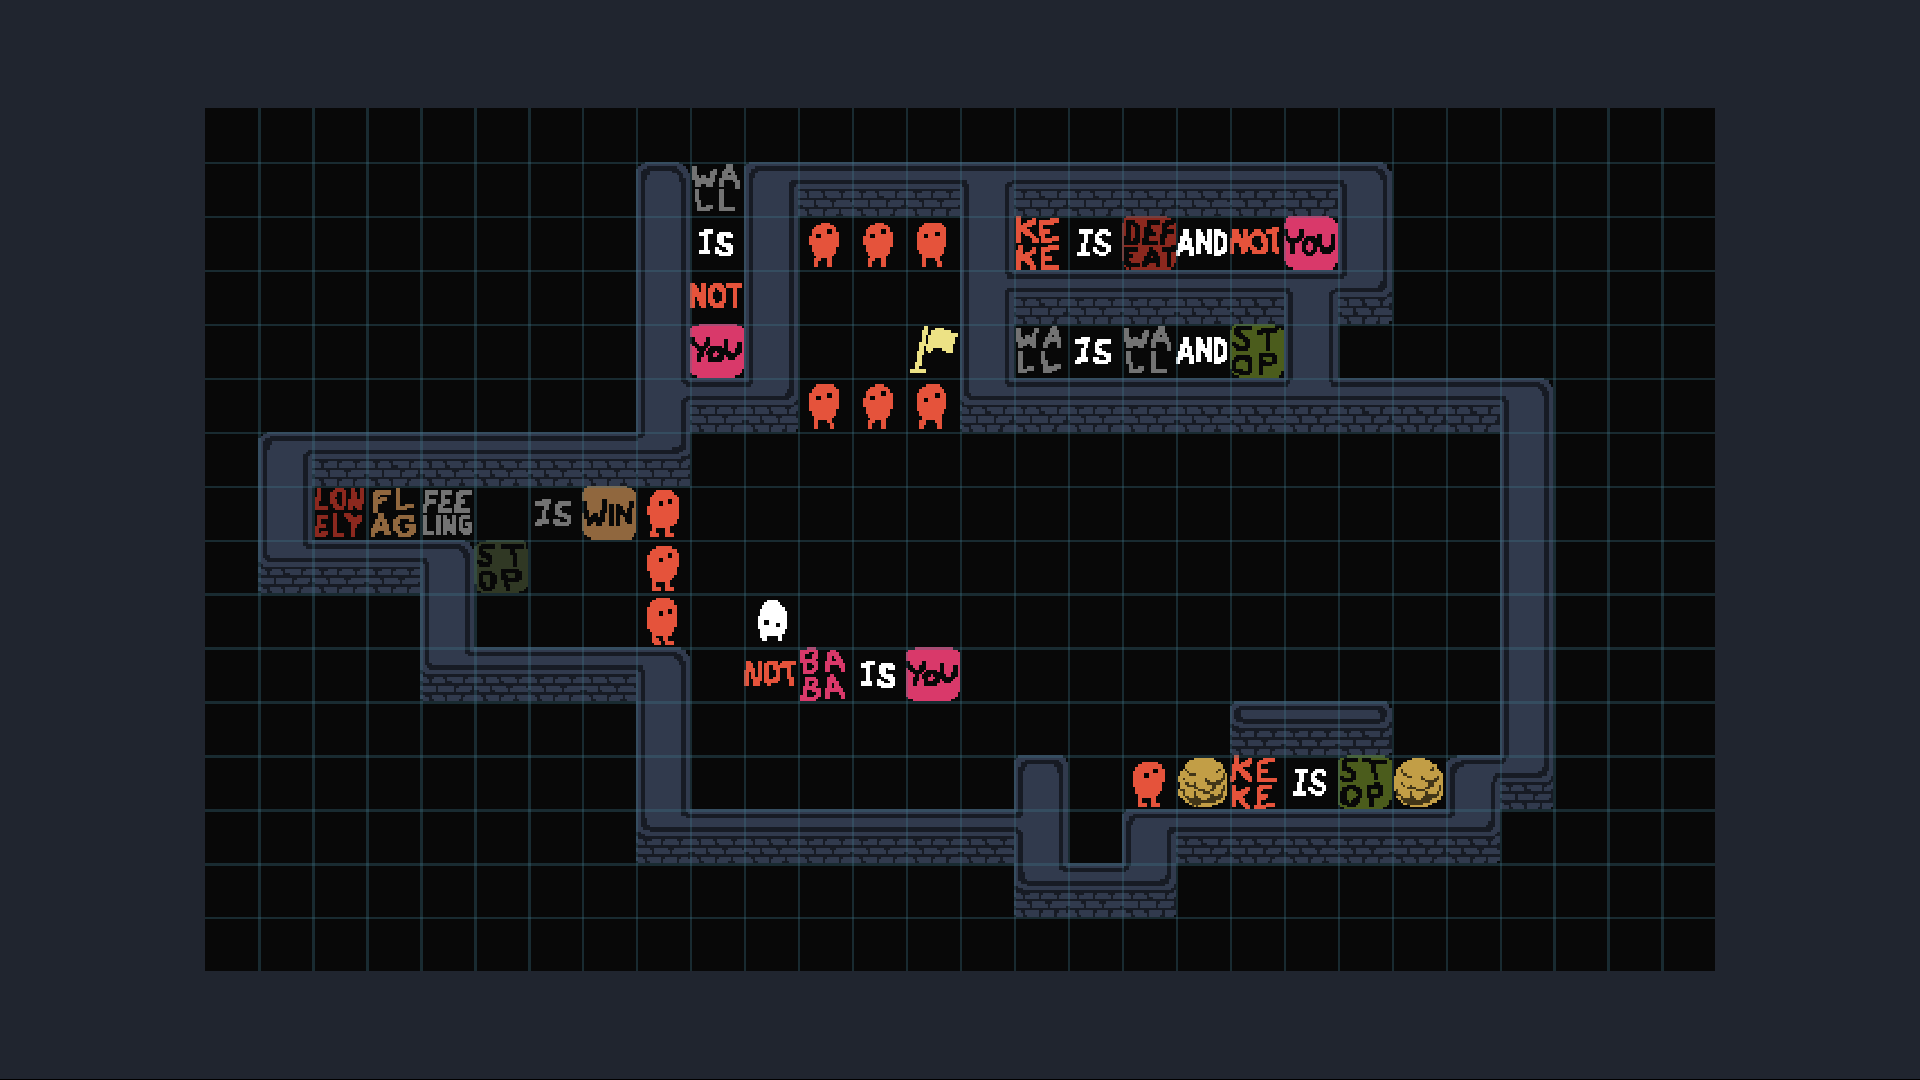 WALL
IS
NOT
YOU
KEKE IS DEFEAT AND NOT YOU
WALL IS WALL AND STOP
LONELY FLAG FEELING IS WIN
STOP
NOT BABA IS YOU
KEKE IS STOP